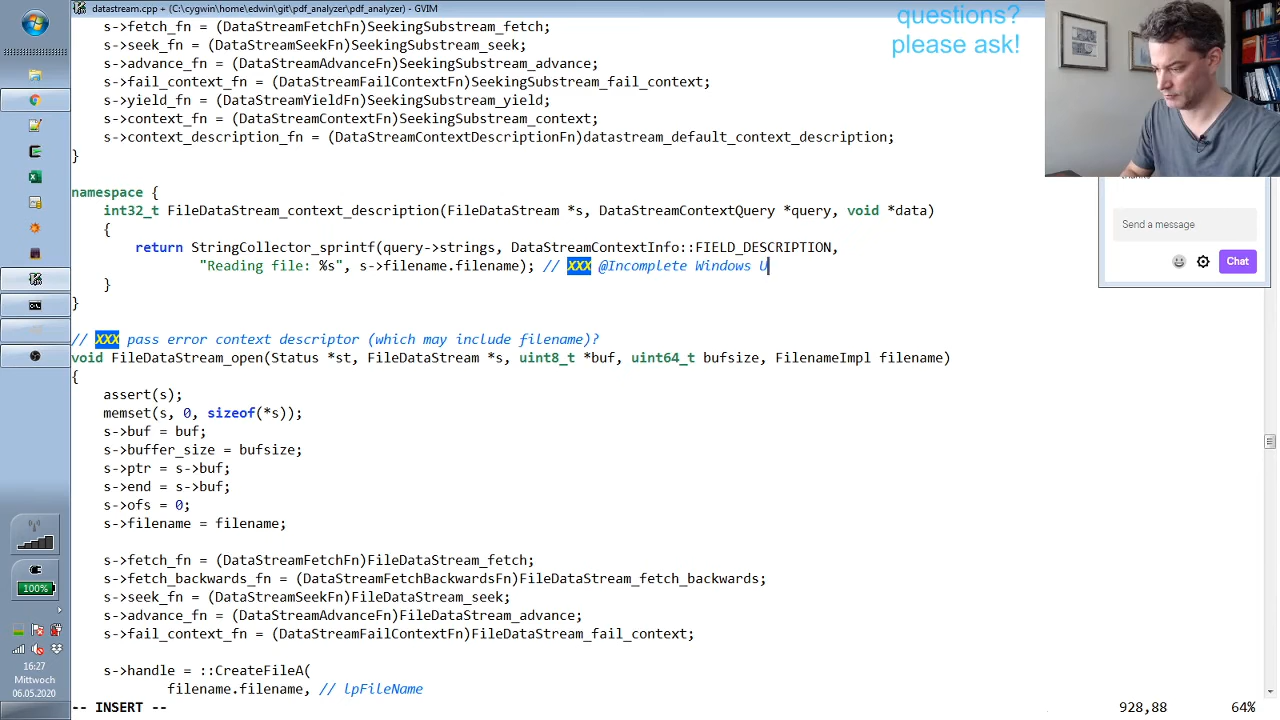 datastream.cpp + (C:\cygwin\home\edwin\git\pdf_analyzer\pdf_analyzer) - GVIM
s->fetch_fn = (DataStreamFetchFn)SeekingSubstream_fetch;
s->seek_fn = (DataStreamSeekFn)SeekingSubstream_seek;
s->advance_fn = (DataStreamAdvanceFn)SeekingSubstream_advance;
s->fail_context_fn = (DataStreamFailContextFn)SeekingSubstream_fail_context;
s->yield_fn = (DataStreamYieldFn)SeekingSubstream_yield;
s->context_fn = (DataStreamContextFn)SeekingSubstream_context;
s->context_description_fn = (DataStreamContextDescriptionFn)datastream_default_context_description;
}
namespace {
int32_t FileDataStream_context_description(FileDataStream *s, DataStreamContextQuery *query, void *data)
{
return StringCollector_sprintf(query->strings, DataStreamContextInfo::FIELD_DESCRIPTION,
"Reading file: %s", s->filename.filename); // XXX @Incomplete Windows U
}
}
// XXX pass error context descriptor (which may include filename)?
void FileDataStream_open(Status *st, FileDataStream *s, uint8_t *buf, uint64_t bufsize, FilenameImpl filename)
{
assert(s);
memset(s, 0, sizeof(*s));
s->buf = buf;
s->buffer_size = bufsize;
s->ptr = s->buf;
s->end = s->buf;
s->ofs = 0;
s->filename = filename;
s->fetch_fn = (DataStreamFetchFn)FileDataStream_fetch;
s->fetch_backwards_fn = (DataStreamFetchBackwardsFn)FileDataStream_fetch_backwards;
s->seek_fn = (DataStreamSeekFn)FileDataStream_seek;
s->advance_fn = (DataStreamAdvanceFn)FileDataStream_advance;
s->fail_context_fn = (DataStreamFailContextFn)FileDataStream_fail_context;
s->handle = ::CreateFileA(
filename.filename, // lpFileName
-- INSERT --
928,88
64%
questions?
please ask!
Send a message
Chat
100%
16:27
Mittwoch
06.05.2020